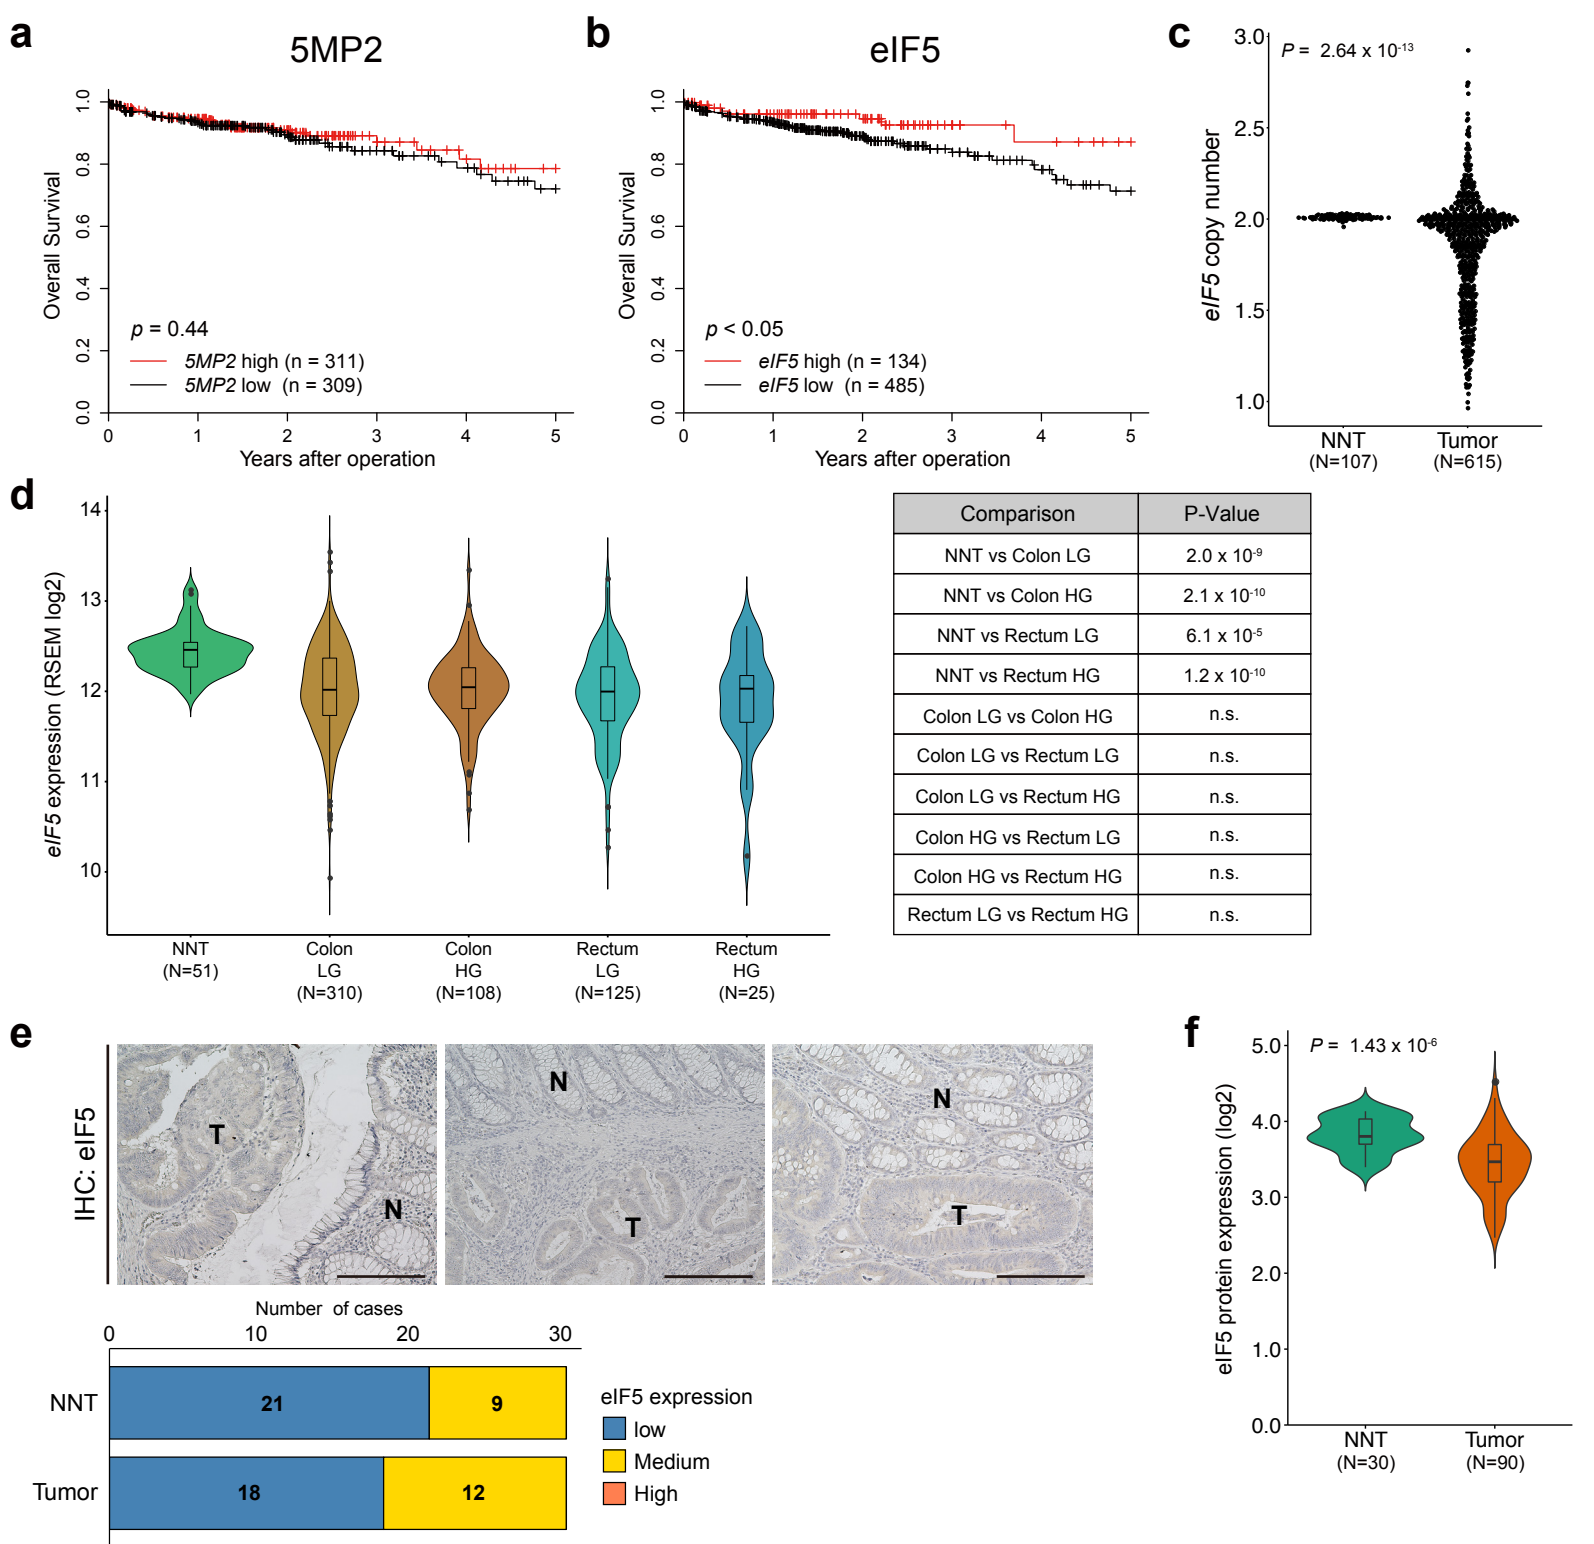 a
5MP2
Overall Survival
1.0
0.8
0.6
0.4
0.2
0.0
p = 0.44
5MP2 high (n = 311)
5MP2 low (n = 309)
0 1 2 3 4 5
Years after operation
b
eIF5
Overall Survival
1.0
0.8
0.6
0.4
0.2
0.0
p < 0.05
eIF5 high (n = 134)
eIF5 low (n = 485)
0 1 2 3 4 5
Years after operation
c
P = 2.64 x 10-13
eIF5 copy number
3.0
2.5
2.0
1.5
1.0
NNT
(N=107)
Tumor
(N=615)
d
eIF5 expression (RSEM log2)
14
13
12
11
10
NNT
(N=51)
Colon
LG
(N=310)
Colon
HG
(N=108)
Rectum
LG
(N=125)
Rectum
HG
(N=25)
Comparison P-Value
NNT vs Colon LG 2.0 x 10-9
NNT vs Colon HG 2.1 x 10-10
NNT vs Rectum LG 6.1 x 10-5
NNT vs Rectum HG 1.2 x 10-10
Colon LG vs Colon HG n.s.
Colon LG vs Rectum LG n.s.
Colon LG vs Rectum HG n.s.
Colon HG vs Rectum LG n.s.
Colon HG vs Rectum HG n.s.
Rectum LG vs Rectum HG n.s.
e
IHC: eIF5
T
N
N
T
N
T
Number of cases
0 10 20 30
NNT 21 9
Tumor 18 12
eIF5 expression
low
Medium
High
f
P = 1.43 x 10-6
eIF5 protein expression (log2)
5.0
4.0
3.0
2.0
1.0
0.0
NNT
(N=30)
Tumor
(N=90)